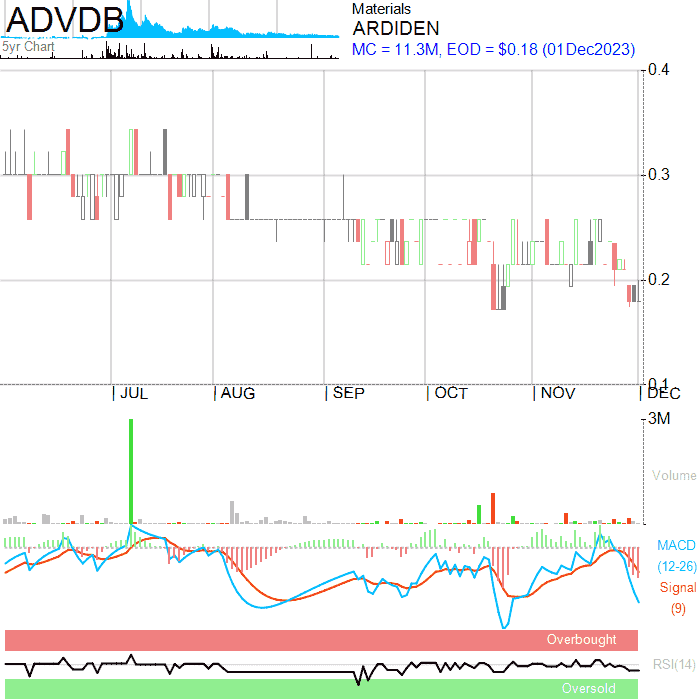 ADVDB
5yr Chart
Materials
ARDIDEN
MC = 11.3M, EOD = $0.18 (01Dec2023)
0.4
0.3
0.2
0.1
JUL
AUG
SEP
OCT
NOV
DEC
3M
Volume
MACD
(12-26)
Signal
(9)
Overbought
RSI(14)
Oversold